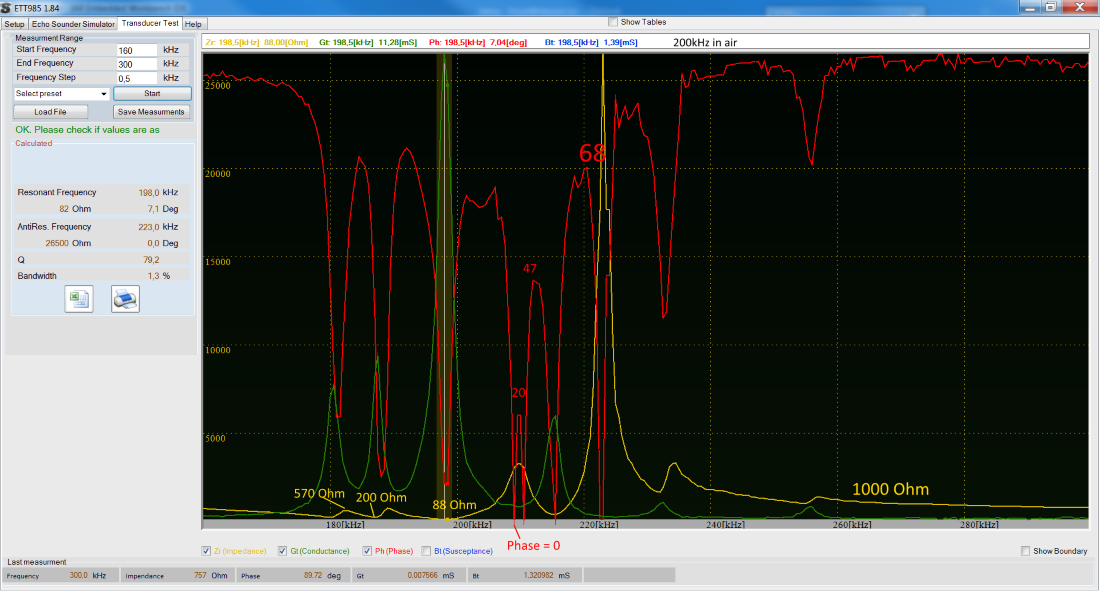 ETT985 1.84
Setup Echo Sounder Simulator Transducer Test Help
Show Tables
Measurment Range
Start Frequency 160 kHz
End Frequency 300 kHz
Frequency Step 0,5 kHz
Select preset Start
Load File Save Measurments
OK. Please check if values are as
Calculated
Resonant Frequency 198,0 kHz
82 Ohm 7,1 Deg
AntiRes. Frequency 223,0 kHz
26500 Ohm 0,0 Deg
Q 79,2
Bandwidth 1,3 %
Zr: 198,5[kHz] 88,00[Ohm] Gt: 198,5[kHz] 11,28[mS] Ph: 198,5[kHz] 7,04[deg] Bt: 198,5[kHz] 1,39[mS] 200kHz in air
25000
20000
15000
10000
5000
68
47
20
570 Ohm
200 Ohm
88 Ohm
1000 Ohm
180[kHz] 200[kHz] 220[kHz] 240[kHz] 260[kHz] 280[kHz]
Phase = 0
Zr (Impedance) Gt (Conductance) Ph (Phase) Bt (Susceptance) Show Boundary
Last measurment
Frequency 300.0 kHz Impendance 757 Ohm Phase 89.72 deg Gt 0.007566 mS Bt 1.320982 mS